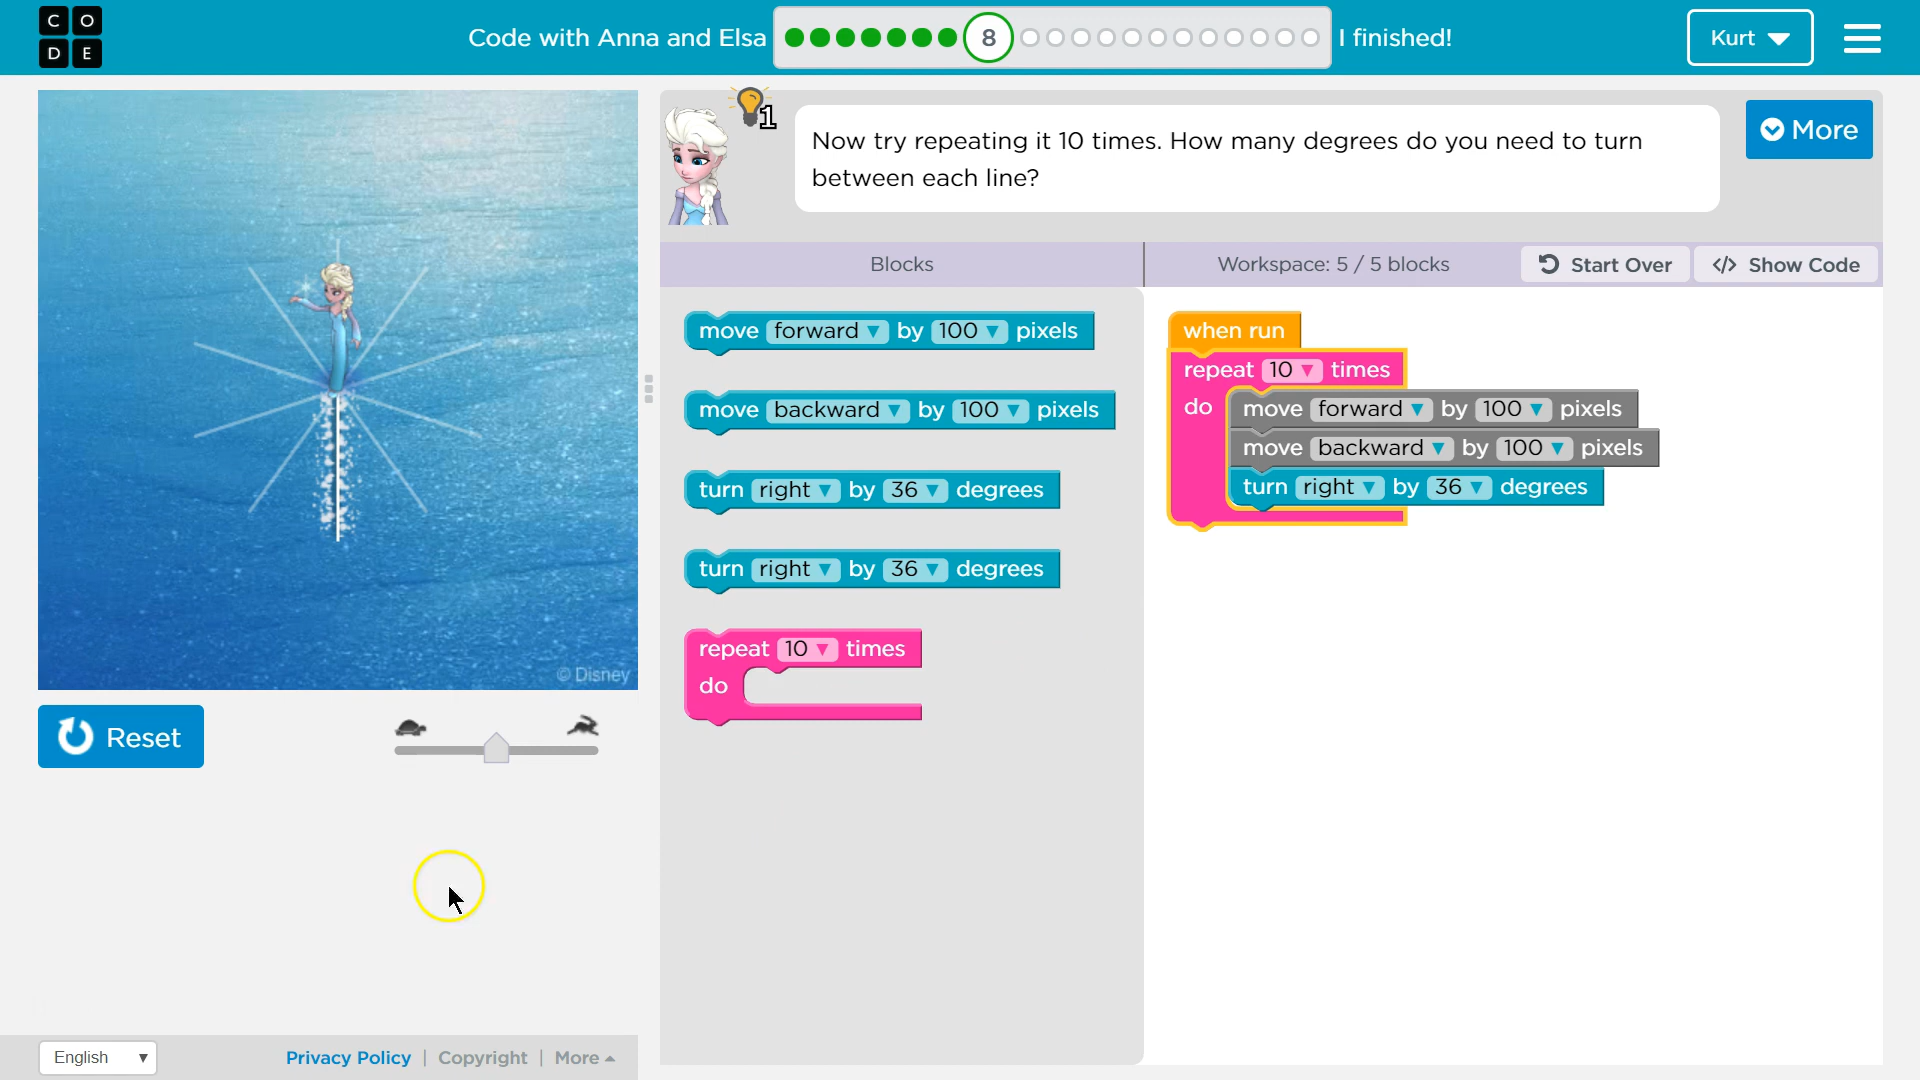 C O
D E
Code with Anna and Elsa
8
I finished!
Kurt
1
Now try repeating it 10 times. How many degrees do you need to turn
between each line?
More
Blocks
Workspace: 5 / 5 blocks
Start Over
</> Show Code
move forward ▼ by 100 ▼ pixels
move backward ▼ by 100 ▼ pixels
turn right ▼ by 36 ▼ degrees
turn right ▼ by 36 ▼ degrees
repeat 10 ▼ times
do
when run
repeat 10 ▼ times
do
move forward ▼ by 100 ▼ pixels
move backward ▼ by 100 ▼ pixels
turn right ▼ by 36 ▼ degrees
© Disney
Reset
English ▼
Privacy Policy | Copyright | More